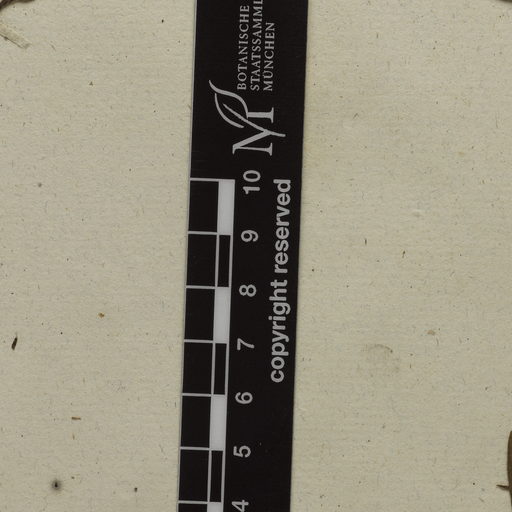 BOTANISCHE
STAATSSAMML
MÜNCHEN
M
copyright reserved
10
9
8
7
6
5
4